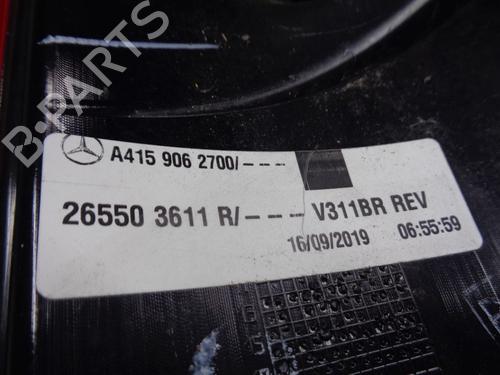 B-PARTS
A415 906 2700/---
26550 3611 R/--- V311BR REV
16/09/2019 06:55:59